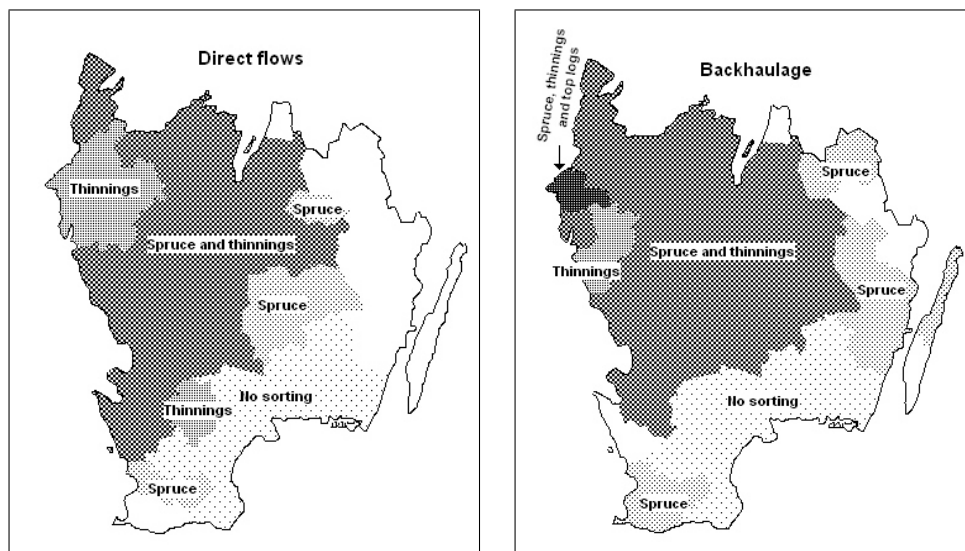 Direct flows
Thinnings
Spruce
Spruce and thinnings
Spruce
No sorting
Thinnings
Spruce
Backhaulage
Spruce, thinnings
and top logs
Spruce
Spruce and thinnings
Thinnings
Spruce
No sorting
Spruce